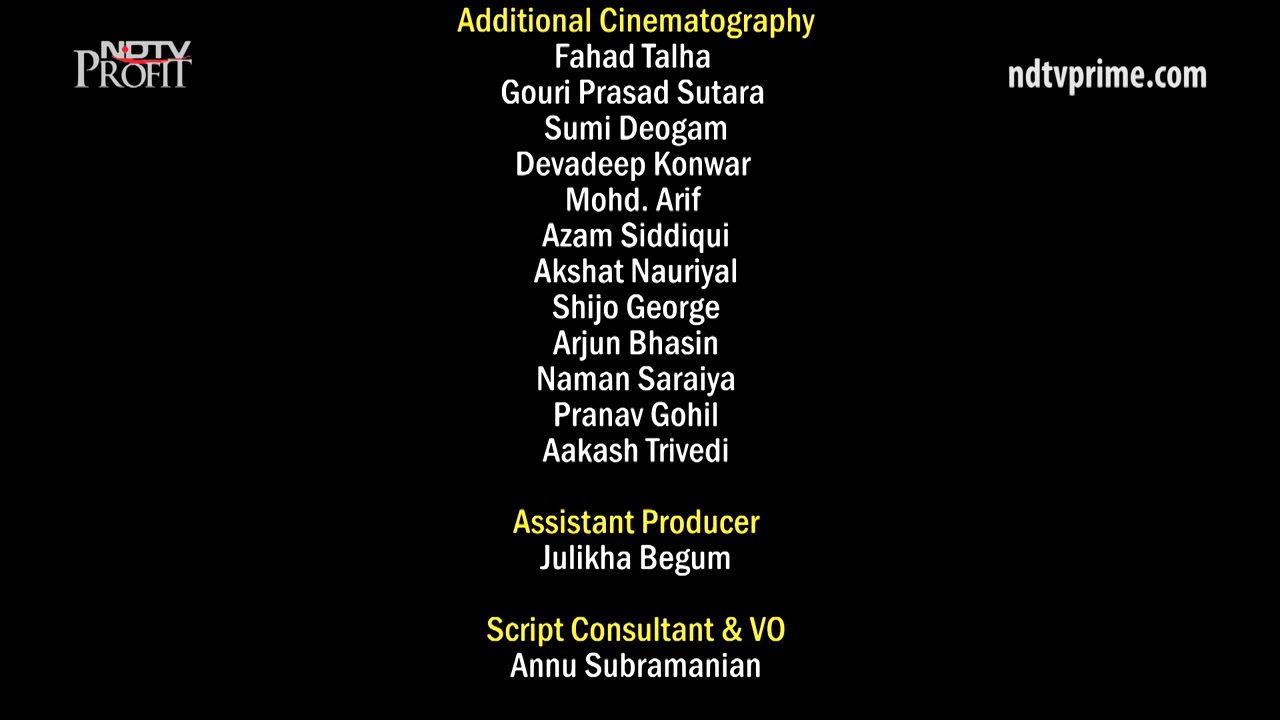 Additional Cinematography
NDTV
PROFIT
ndtvprime.com
Fahad Talha
Gouri Prasad Sutara
Sumi Deogam
Devadeep Konwar
Mohd. Arif
Azam Siddiqui
Akshat Nauriyal
Shijo George
Arjun Bhasin
Naman Saraiya
Pranav Gohil
Aakash Trivedi
Assistant Producer
Julikha Begum
Script Consultant & VO
Annu Subramanian